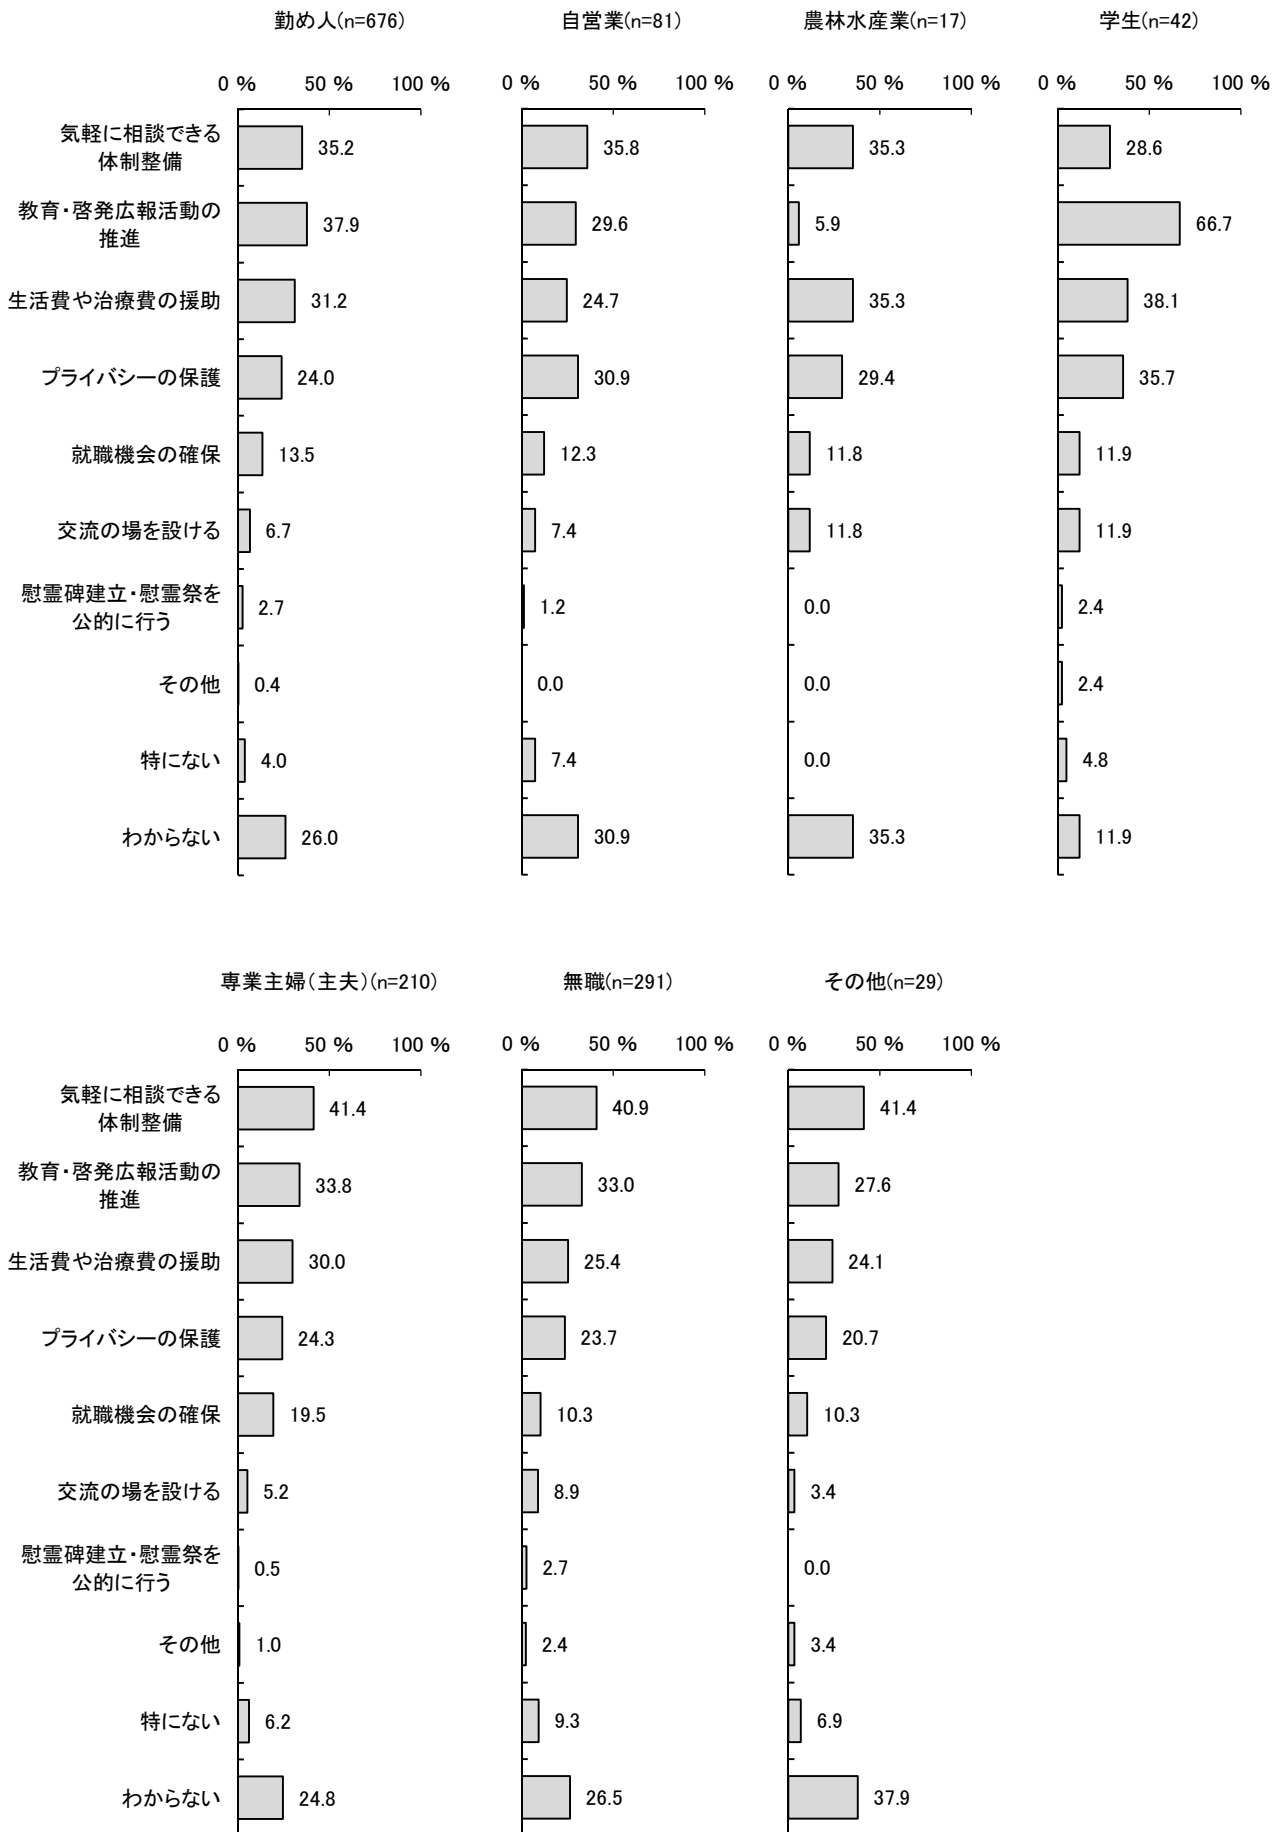 勤め人(n=676) 自営業(n=81) 農林水産業(n=17) 学生(n=42)
0 % 50 % 100 % 0 % 50 % 100 % 0 % 50 % 100 % 0 % 50 % 100 %
気軽に相談できる
体制整備 35.2 35.8 35.3 28.6
教育・啓発広報活動の
推進 37.9 29.6 5.9 66.7
生活費や治療費の援助 31.2 24.7 35.3 38.1
プライバシーの保護 24.0 30.9 29.4 35.7
就職機会の確保 13.5 12.3 11.8 11.9
交流の場を設ける 6.7 7.4 11.8 11.9
慰霊碑建立・慰霊祭を
公的に行う 2.7 1.2 0.0 2.4
その他 0.4 0.0 0.0 2.4
特にない 4.0 7.4 0.0 4.8
わからない 26.0 30.9 35.3 11.9
専業主婦(主夫)(n=210) 無職(n=291) その他(n=29)
0 % 50 % 100 % 0 % 50 % 100 % 0 % 50 % 100 %
気軽に相談できる
体制整備 41.4 40.9 41.4
教育・啓発広報活動の
推進 33.8 33.0 27.6
生活費や治療費の援助 30.0 25.4 24.1
プライバシーの保護 24.3 23.7 20.7
就職機会の確保 19.5 10.3 10.3
交流の場を設ける 5.2 8.9 3.4
慰霊碑建立・慰霊祭を
公的に行う 0.5 2.7 0.0
その他 1.0 2.4 3.4
特にない 6.2 9.3 6.9
わからない 24.8 26.5 37.9